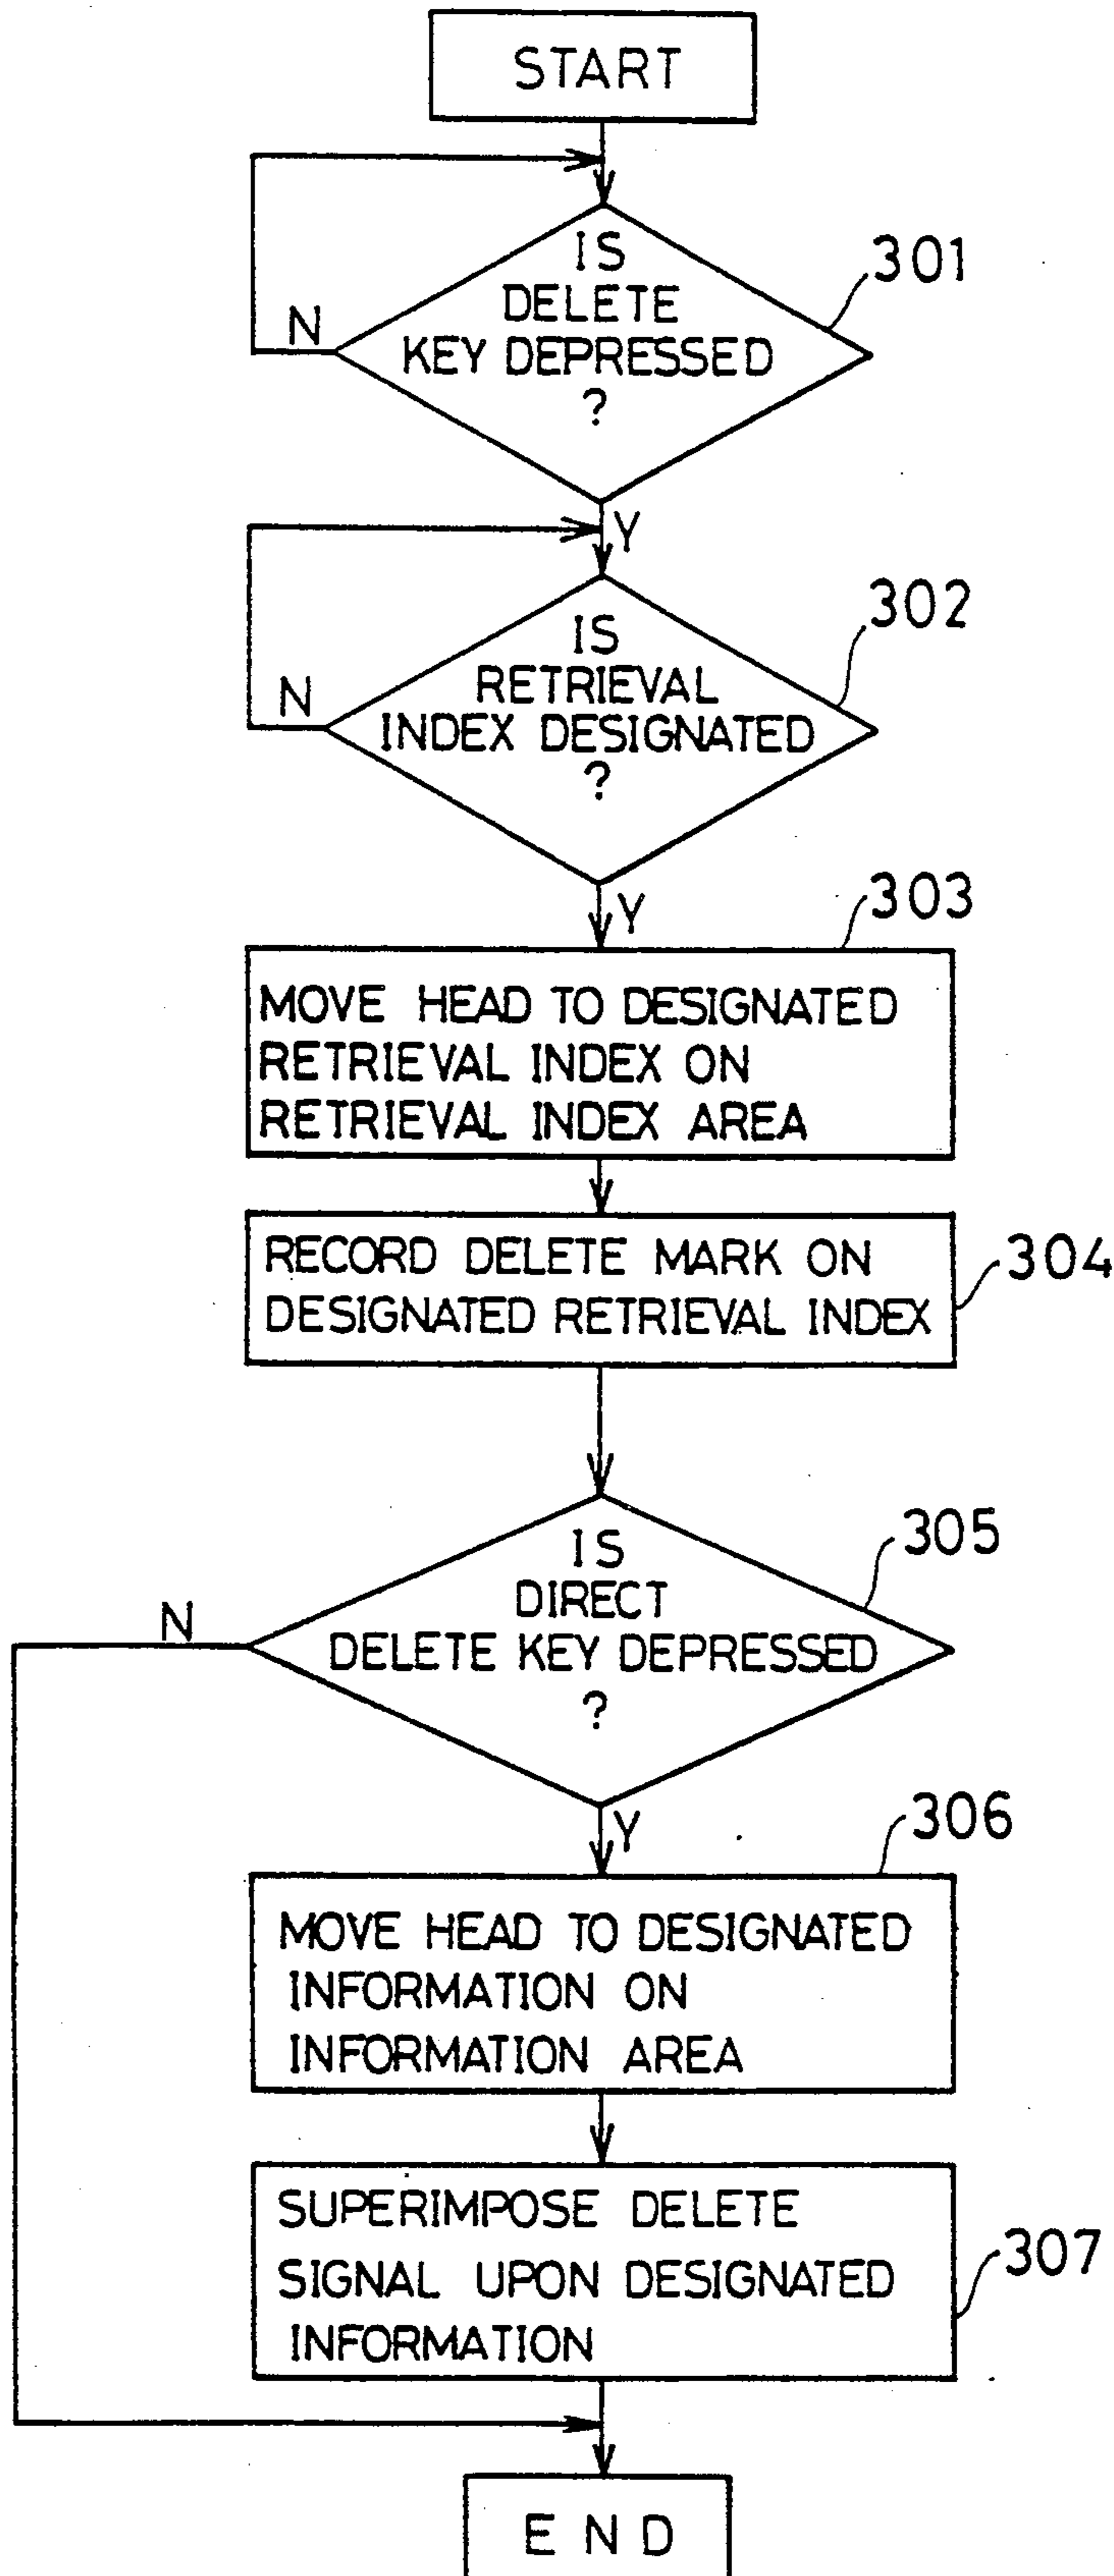 START
IS
DELETE
KEY DEPRESSED
?
301
N
Y
IS
RETRIEVAL
INDEX DESIGNATED
?
302
N
Y
303
MOVE HEAD TO DESIGNATED
RETRIEVAL INDEX ON
RETRIEVAL INDEX AREA
RECORD DELETE MARK ON
DESIGNATED RETRIEVAL INDEX
304
IS
DIRECT
DELETE KEY DEPRESSED
?
305
N
Y
306
MOVE HEAD TO DESIGNATED
INFORMATION ON
INFORMATION AREA
SUPERIMPOSE DELETE
SIGNAL UPON DESIGNATED
INFORMATION
307
END